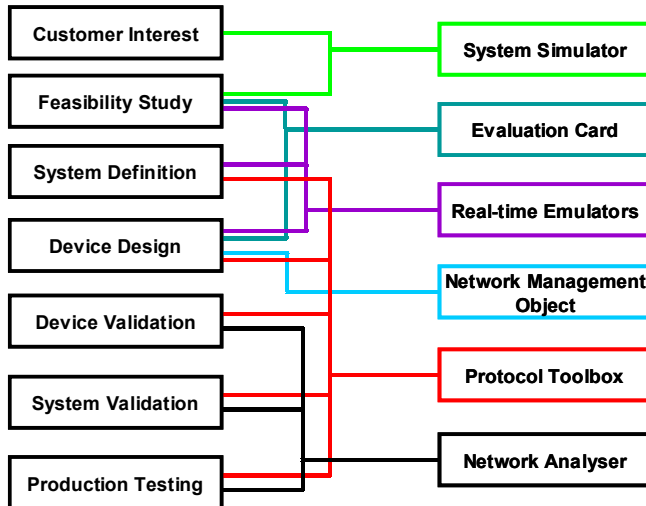 Customer Interest
Feasibility Study
System Definition
Device Design
Device Validation
System Validation
Production Testing
System Simulator
Evaluation Card
Real-time Emulators
Network Management
Object
Protocol Toolbox
Network Analyser